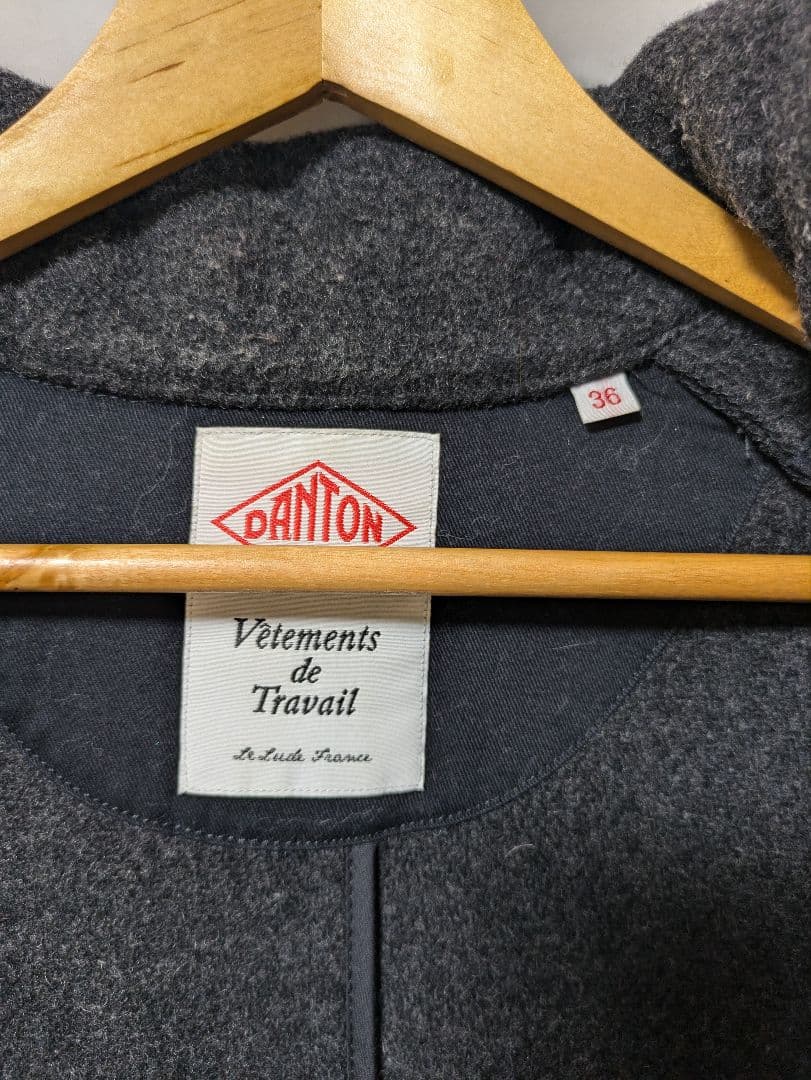 36
DANTON
Vêtements
de
Travail
Le Lude France